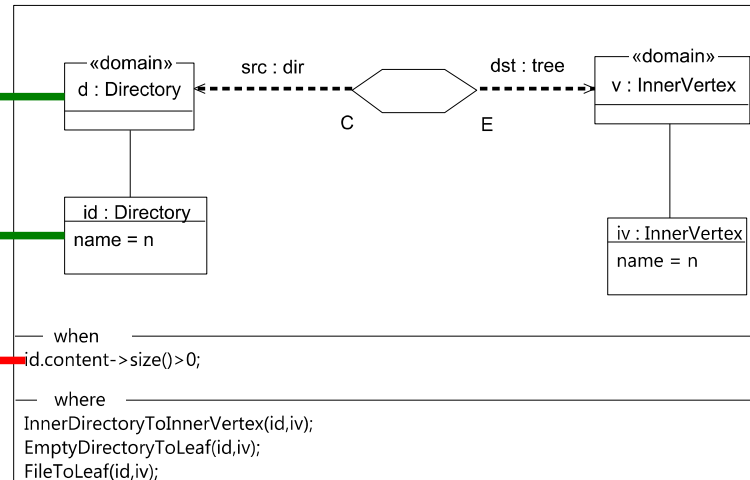 «domain»
d : Directory
src : dir
dst : tree
C
E
«domain»
v : InnerVertex
id : Directory
name = n
iv : InnerVertex
name = n
when
id.content->size()>0;
where
InnerDirectoryToInnerVertex(id,iv);
EmptyDirectoryToLeaf(id,iv);
FileToLeaf(id,iv);